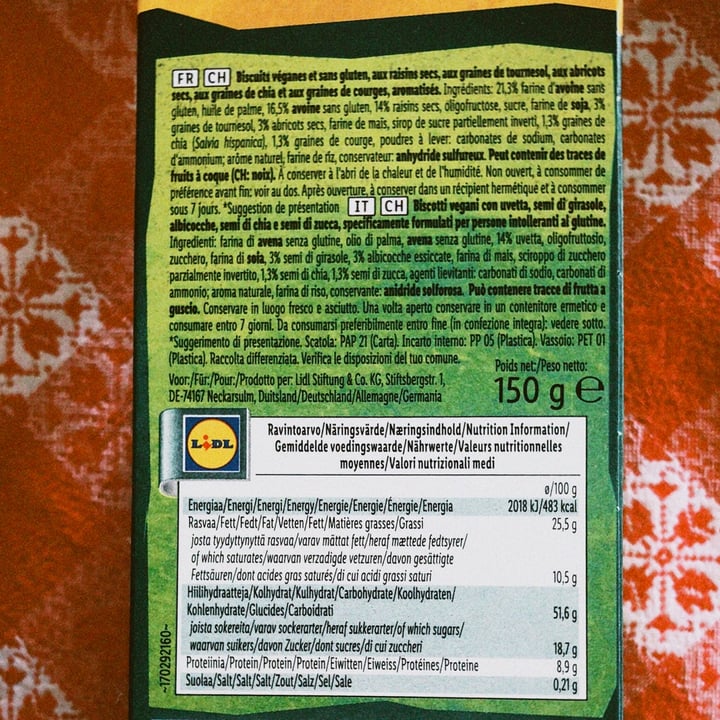 FR CH Biscuits véganes et sans gluten, aux raisins secs, aux graines de tournesol, aux abricots
secs, aux graines de chia et aux graines de courges, aromatisés. Ingrédients: 21,3% farine d'avoine sans
gluten, huile de palme, 16,5% avoine sans gluten, 14% raisins secs, oligofructose, sucre, farine de soja, 3%
graines de tournesol, 3% abricots secs, farine de maïs, sirop de sucre partiellement inverti, 1,3% graines de
chia (Salvia hispanica), 1,3% graines de courge, poudres à lever: carbonates de sodium, carbonates
d'ammonium; arôme naturel, farine de riz, conservateur: anhydride sulfureux. Peut contenir des traces de
fruits à coque (CH: noix). À conserver à l'abri de la chaleur et de l'humidité. Non ouvert, à consommer de
préférence avant fin: voir au dos. Après ouverture, à conserver dans un récipient hermétique et à consommer
sous 7 jours. *Suggestion de présentation IT CH Biscotti vegani con uvetta, semi di girasole,
albicocche, semi di chia e semi di zucca, specificamente formulati per persone intolleranti al glutine.
Ingredienti: farina di avena senza glutine, olio di palma, avena senza glutine, 14% uvetta, oligofruttosio,
zucchero, farina di soia, 3% semi di girasole, 3% albicocche essiccate, farina di mais, sciroppo di zucchero
parzialmente invertito, 1,3% semi di chia, 1,3% semi di zucca, agenti lievitanti: carbonati di sodio, carbonati di
ammonio; aroma naturale, farina di riso, conservante: anidride solforosa. Può contenere tracce di frutta a
guscio. Conservare in luogo fresco e asciutto. Una volta aperto conservare in un contenitore ermetico e
consumare entro 7 giorni. Da consumarsi preferibilmente entro fine (in confezione integra): vedere sotto.
*Suggerimento di presentazione. Scatola: PAP 21 (Carta). Incarto interno: PP 05 (Plastica). Vassoio: PET 01
(Plastica). Raccolta differenziata. Verifica le disposizioni del tuo comune.
Voor:/Für:/Pour:/Prodotto per: Lidl Stiftung & Co. KG, Stiftsbergstr. 1,
DE-74167 Neckarsulm, Duitsland/Deutschland/Allemagne/Germania
Poids net:/Peso netto:
150 g ℮
LIDL
Ravintoarvo/Näringsvärde/Næringsindhold/Nutrition Information/
Gemiddelde voedingswaarde/Nährwerte/Valeurs nutritionnelles
moyennes/Valori nutrizionali medi
ø/100 g
Energiaa/Energi/Energi/Energy/Energie/Energie/Énergie/Energia 2018 kJ/483 kcal
Rasvaa/Fett/Fedt/Fat/Vetten/Fett/Matières grasses/Grassi 25,5 g
josta tyydyttynyttä rasvaa/varav mättat fett/heraf mættede fedtsyrer/
of which saturates/waarvan verzadigde vetzuren/davon gesättigte
Fettsäuren/dont acides gras saturés/di cui acidi grassi saturi 10,5 g
Hiilihydraatteja/Kolhydrat/Kulhydrat/Carbohydrate/Koolhydraten/
Kohlenhydrate/Glucides/Carboidrati 51,6 g
joista sokereita/varav sockerarter/heraf sukkerarter/of which sugars/
waarvan suikers/davon Zucker/dont sucres/di cui zuccheri 18,7 g
Proteiinia/Protein/Protein/Protein/Eiwitten/Eiweiss/Protéines/Proteine 8,9 g
Suolaa/Salt/Salt/Salt/Zout/Salz/Sel/Sale 0,21 g
~170292160~